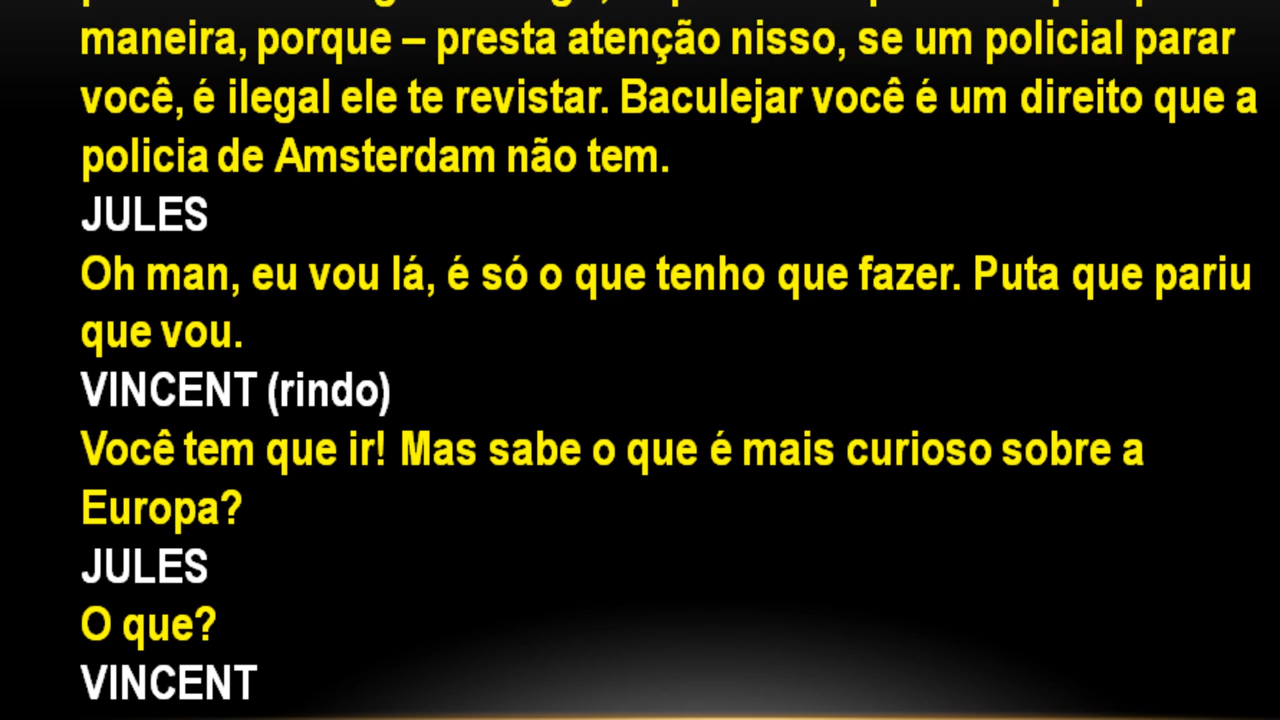 maneira, porque – presta atenção nisso, se um policial parar
você, é ilegal ele te revistar. Baculejar você é um direito que a
policia de Amsterdam não tem.
JULES
Oh man, eu vou lá, é só o que tenho que fazer. Puta que pariu
que vou.
VINCENT (rindo)
Você tem que ir! Mas sabe o que é mais curioso sobre a
Europa?
JULES
O que?
VINCENT